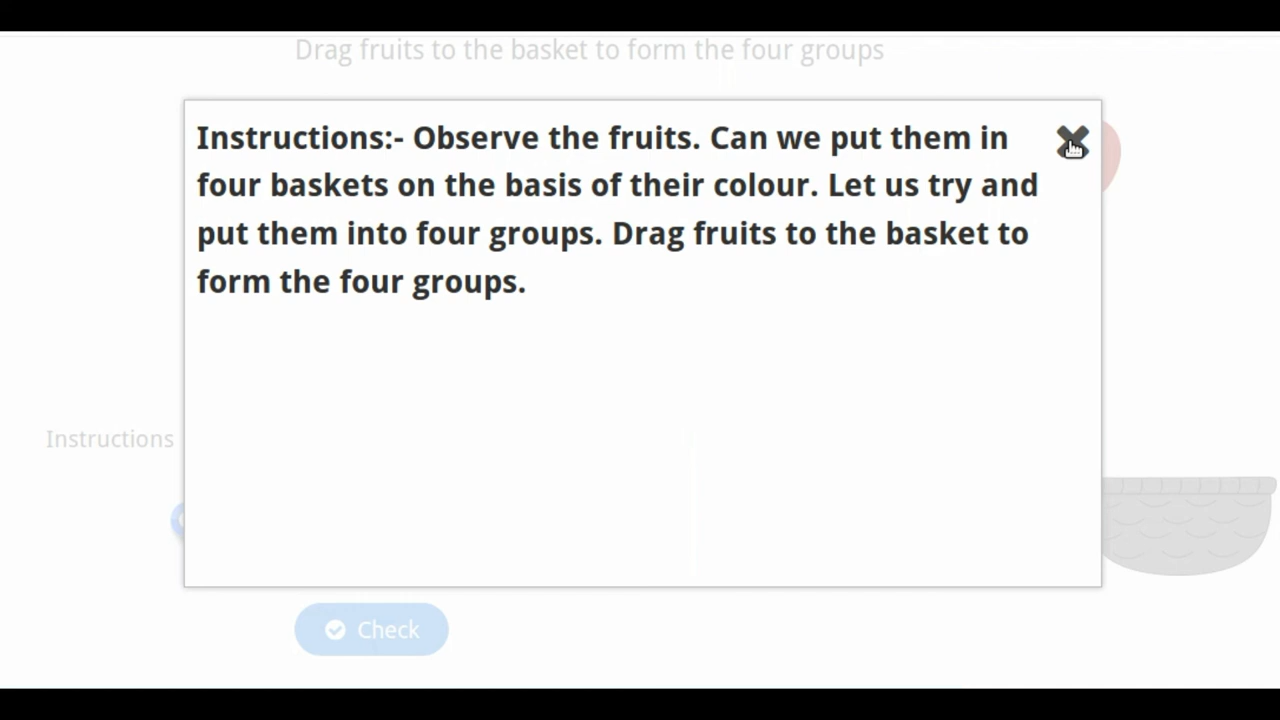 Drag fruits to the basket to form the four groups
Instructions:- Observe the fruits. Can we put them in
four baskets on the basis of their colour. Let us try and
put them into four groups. Drag fruits to the basket to
form the four groups.
Instructions
Check